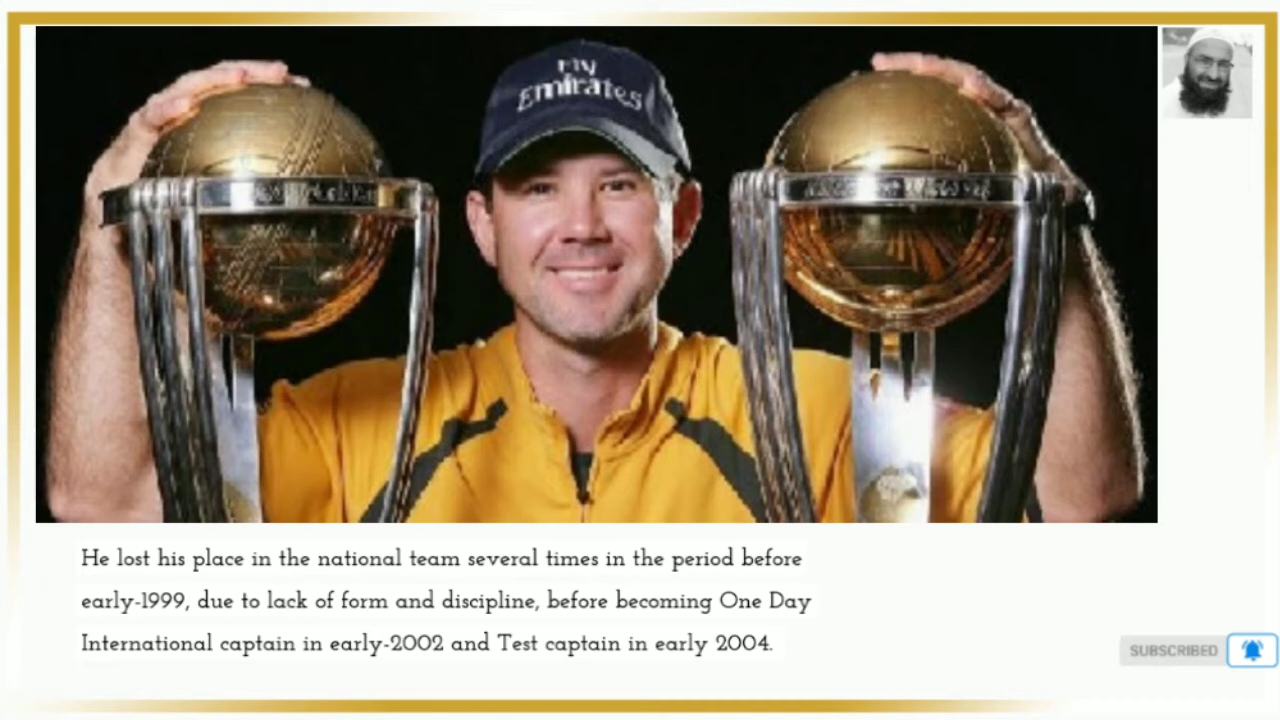 Fly
Emirates
He lost his place in the national team several times in the period before
early-1999, due to lack of form and discipline, before becoming One Day
International captain in early-2002 and Test captain in early 2004.
SUBSCRIBED